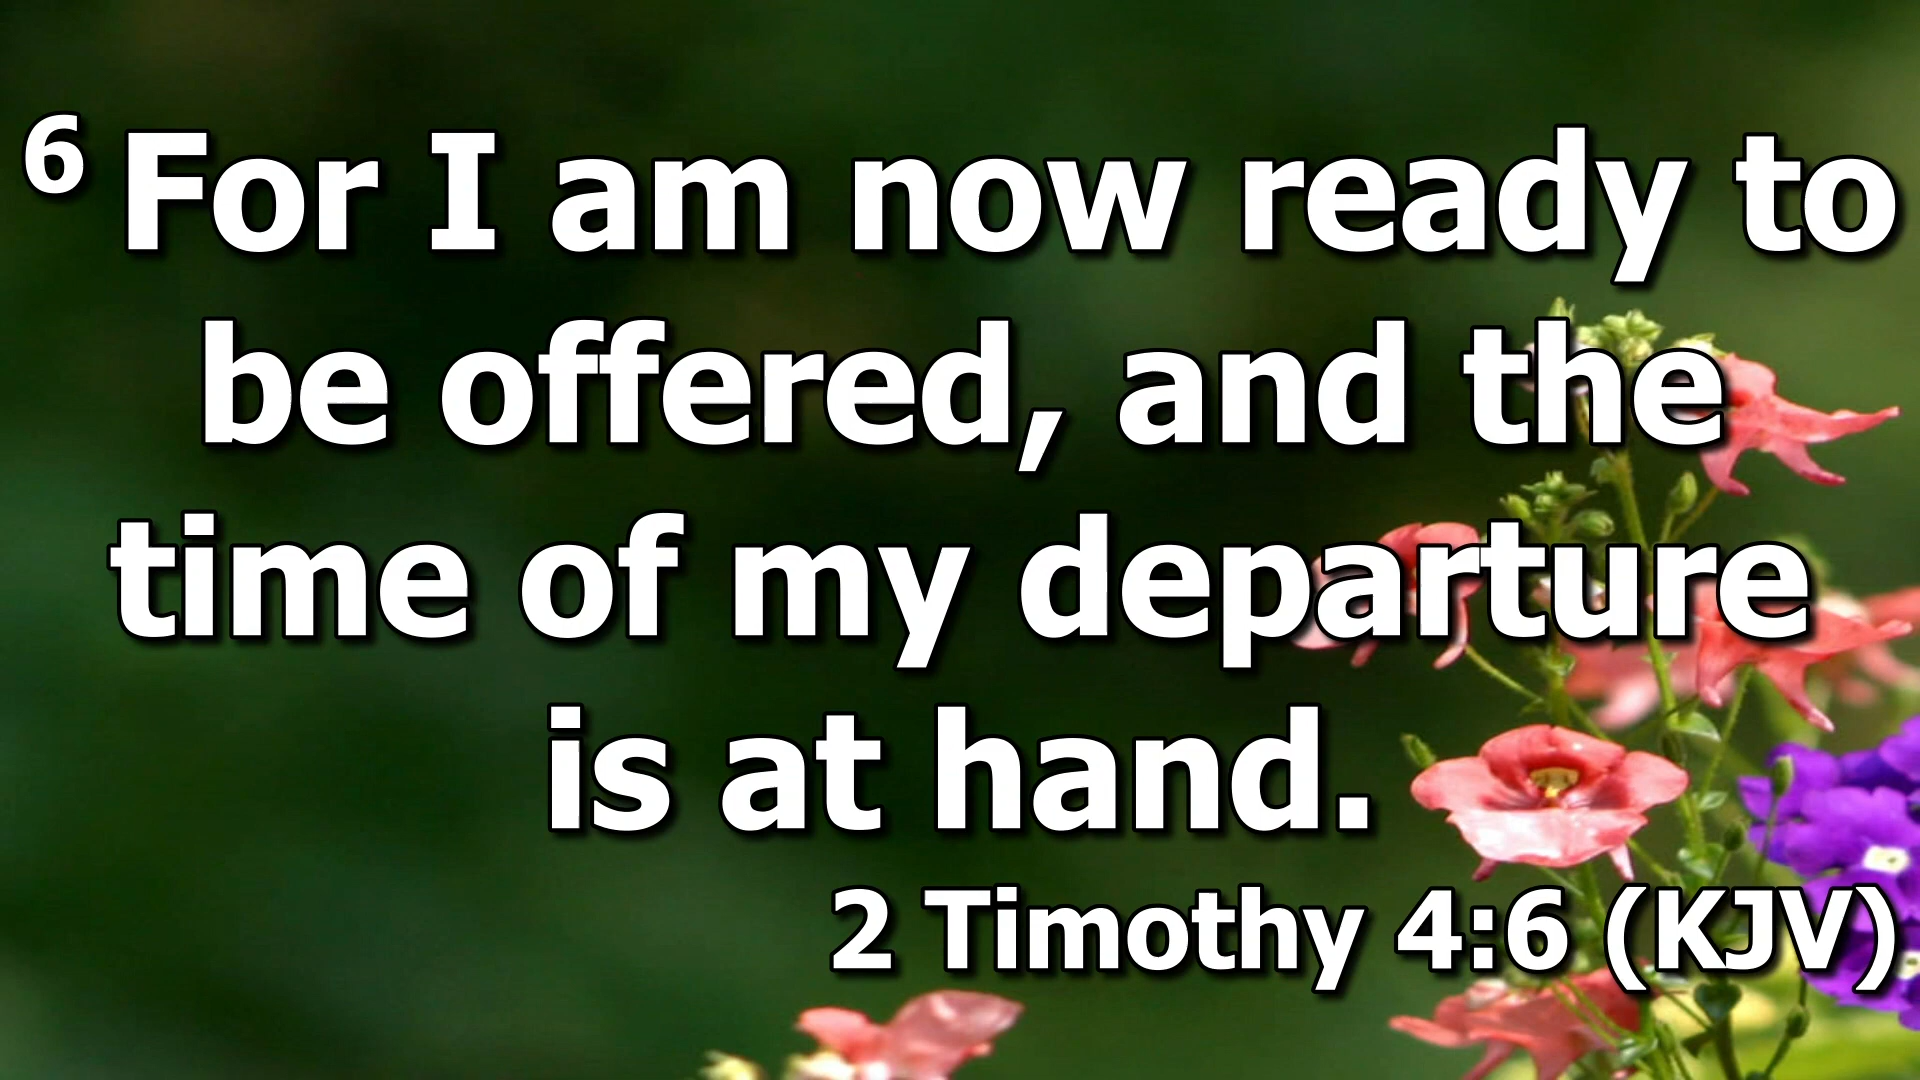 6 For I am now ready to
be offered, and the
time of my departure
is at hand.
2 Timothy 4:6 (KJV)